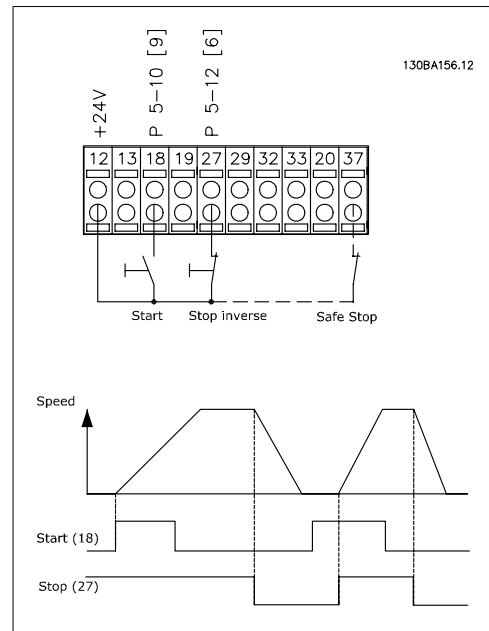 130BA156.12
+24V
P 5-10 [9]
P 5-12 [6]
12 13 18 19 27 29 32 33 20 37
Start Stop inverse Safe Stop
Speed
Start (18)
Stop (27)